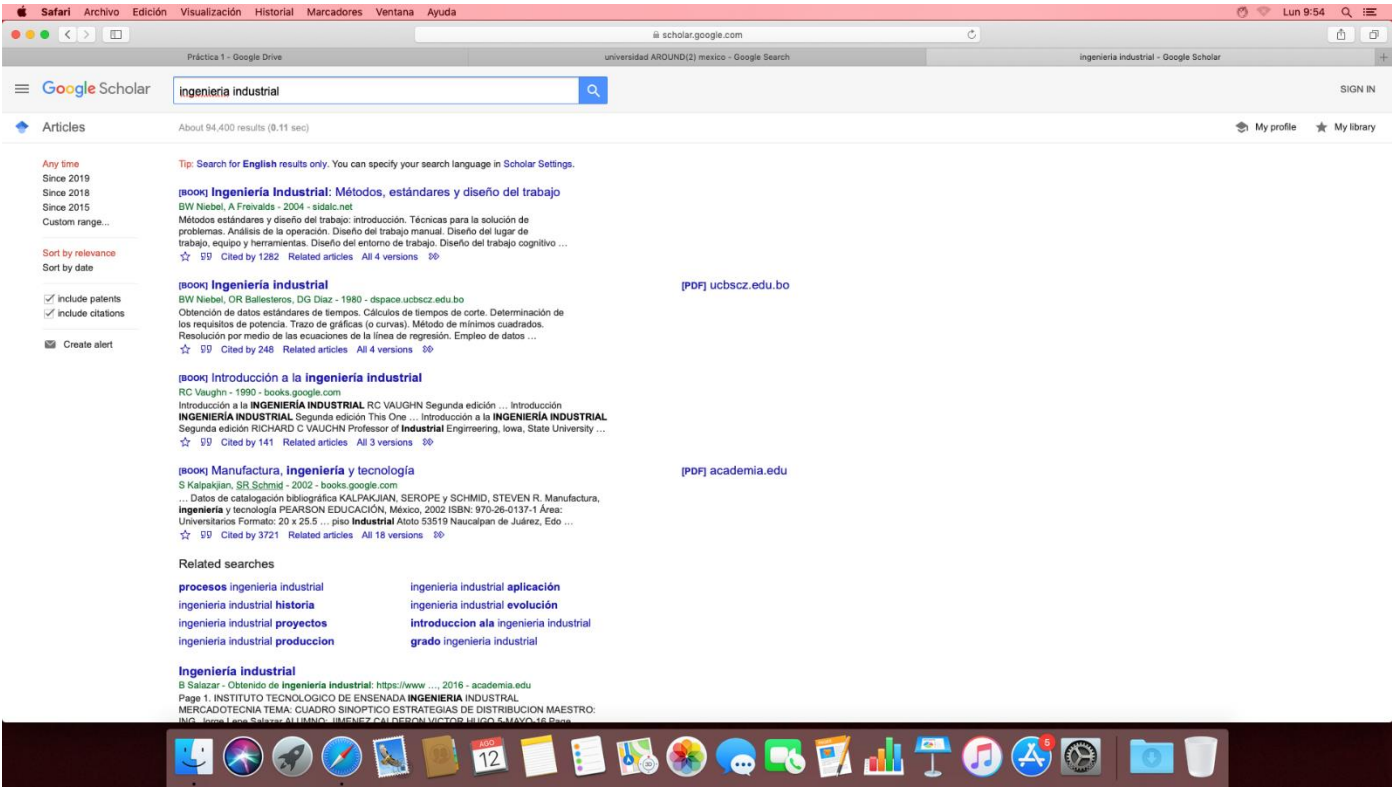 Safari Archivo Edición Visualización Historial Marcadores Ventana Ayuda Lun 9:54
scholar.google.com
Práctica 1 - Google Drive universidad AROUND(2) mexico - Google Search ingenieria industrial - Google Scholar
Google Scholar ingenieria industrial SIGN IN
Articles About 94,400 results (0.11 sec) My profile My library
Any time
Since 2019
Since 2018
Since 2015
Custom range...
Sort by relevance
Sort by date
include patents
include citations
Create alert
Tip: Search for English results only. You can specify your search language in Scholar Settings.
[BOOK] Ingeniería Industrial: Métodos, estándares y diseño del trabajo
BW Niebel, A Freivalds - 2004 - sidalc.net
Métodos estándares y diseño del trabajo: introducción. Técnicas para la solución de
problemas. Análisis de la operación. Diseño del trabajo manual. Diseño del lugar de
trabajo, equipo y herramientas. Diseño del entorno de trabajo. Diseño del trabajo cognitivo ...
Cited by 1282 Related articles All 4 versions
[BOOK] Ingeniería industrial [PDF] ucbscz.edu.bo
BW Niebel, OR Ballesteros, DG Diaz - 1980 - dspace.ucbscz.edu.bo
Obtención de datos estándares de tiempos. Cálculos de tiempos de corte. Determinación de
los requisitos de potencia. Trazo de gráficas (o curvas). Método de mínimos cuadrados.
Resolución por medio de las ecuaciones de la línea de regresión. Empleo de datos ...
Cited by 248 Related articles All 4 versions
[BOOK] Introducción a la ingeniería industrial
RC Vaughn - 1990 - books.google.com
Introducción a la INGENIERÍA INDUSTRIAL RC VAUGHN Segunda edición ... Introducción
INGENIERÍA INDUSTRIAL Segunda edición This One ... Introducción a la INGENIERÍA INDUSTRIAL
Segunda edición RICHARD C VAUCHN Professor of Industrial Engirreering, Iowa, State University ...
Cited by 141 Related articles All 3 versions
[BOOK] Manufactura, ingeniería y tecnología [PDF] academia.edu
S Kalpakjian, SR Schmid - 2002 - books.google.com
... Datos de catalogación bibliográfica KALPAKJIAN, SEROPE y SCHMID, STEVEN R. Manufactura,
ingeniería y tecnología PEARSON EDUCACIÓN, México, 2002 ISBN: 970-26-0137-1 Área:
Universitarios Formato: 20 x 25.5 ... piso Industrial Atoto 53519 Naucalpan de Juárez, Edo ...
Cited by 3721 Related articles All 18 versions
Related searches
procesos ingenieria industrial ingenieria industrial aplicación
ingenieria industrial historia ingenieria industrial evolución
ingenieria industrial proyectos introduccion ala ingenieria industrial
ingenieria industrial produccion grado ingenieria industrial
Ingeniería industrial
B Salazar - Obtenido de ingenieria industrial: https://www ..., 2016 - academia.edu
Page 1. INSTITUTO TECNOLOGICO DE ENSENADA INGENIERIA INDUSTRIAL
MERCADOTECNIA TEMA: CUADRO SINOPTICO ESTRATEGIAS DE DISTRIBUCION MAESTRO:
ING. Jorge Lene Salazar ALUMNO: JIMENEZ CALDERON VICTOR HUGO 5-MAYO-16 Page
AGO
12
5